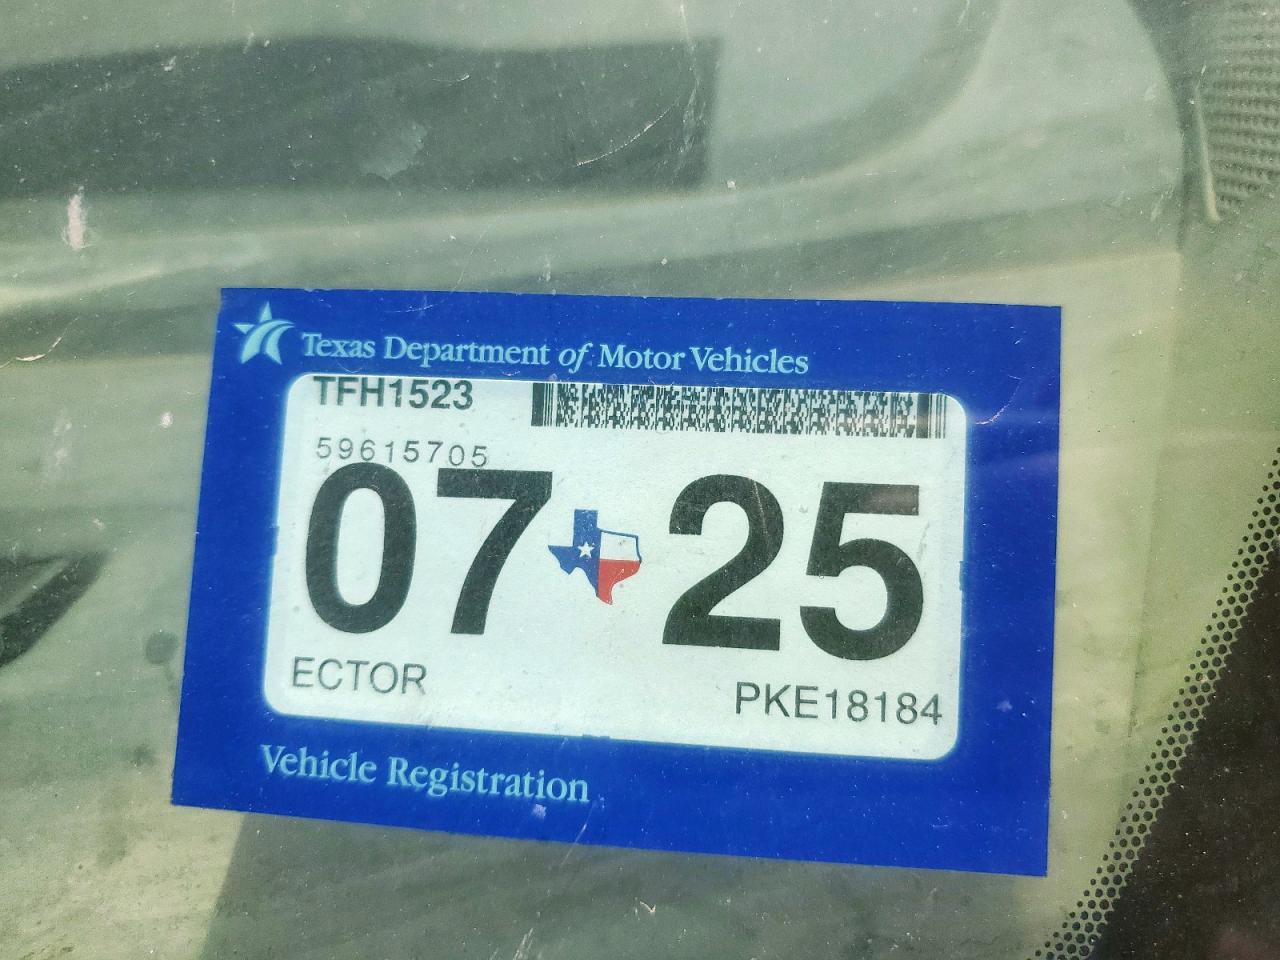 Texas Department of Motor Vehicles
TFH1523
59615705
07 25
ECTOR
PKE18184
Vehicle Registration